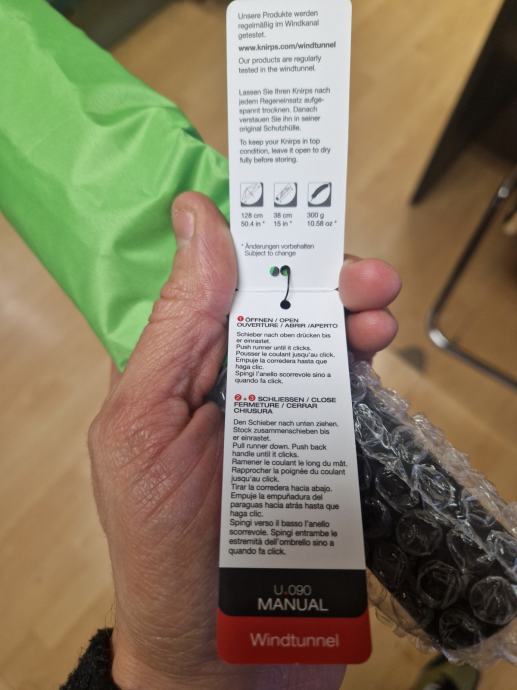 Unsere Produkte werden
regelmäßig im Windkanal
getestet.
www.knirps.com/windtunnel
Our products are regularly
tested in the windtunnel.
Lassen Sie Ihren Knirps nach
jedem Regeneinsatz aufge-
spannt trocknen. Danach
verstauen Sie ihn in seiner
original Schutzhülle.
To keep your Knirps in top
condition, leave it open to dry
fully before storing.
128 cm 38 cm 300 g
50.4 in * 15 in * 10.58 oz *
* Änderungen vorbehalten
Subject to change
1 ÖFFNEN / OPEN
OUVERTURE / ABRIR /APERTO
Schieber nach oben drücken bis
er einrastet.
Push runner until it clicks.
Pousser le coulant jusqu'au clic.
Empuje la corredera hasta que
haga clic.
Spingi l'anello scorrevole sino a
quando fa click.
2 + 3 SCHLIESSEN / CLOSE
FERMETURE / CERRAR
CHIUSURA
Den Schieber nach unten ziehen.
Stock zusammenschieben bis
er einrastet.
Pull runner down. Push back
handle until it clicks.
Ramener le coulant le long du mât.
Rapprocher la poignée du coulant
jusqu'au clic.
Tirar la corredera hacia abajo.
Empuje la empuñadura del
paraguas hacia atrás hasta que
haga clic.
Spingi verso il basso l'anello
scorrevole. Spingi entrambe le
estremità dell'ombrello sino a
quando fa click.
U.090
MANUAL
Windtunnel